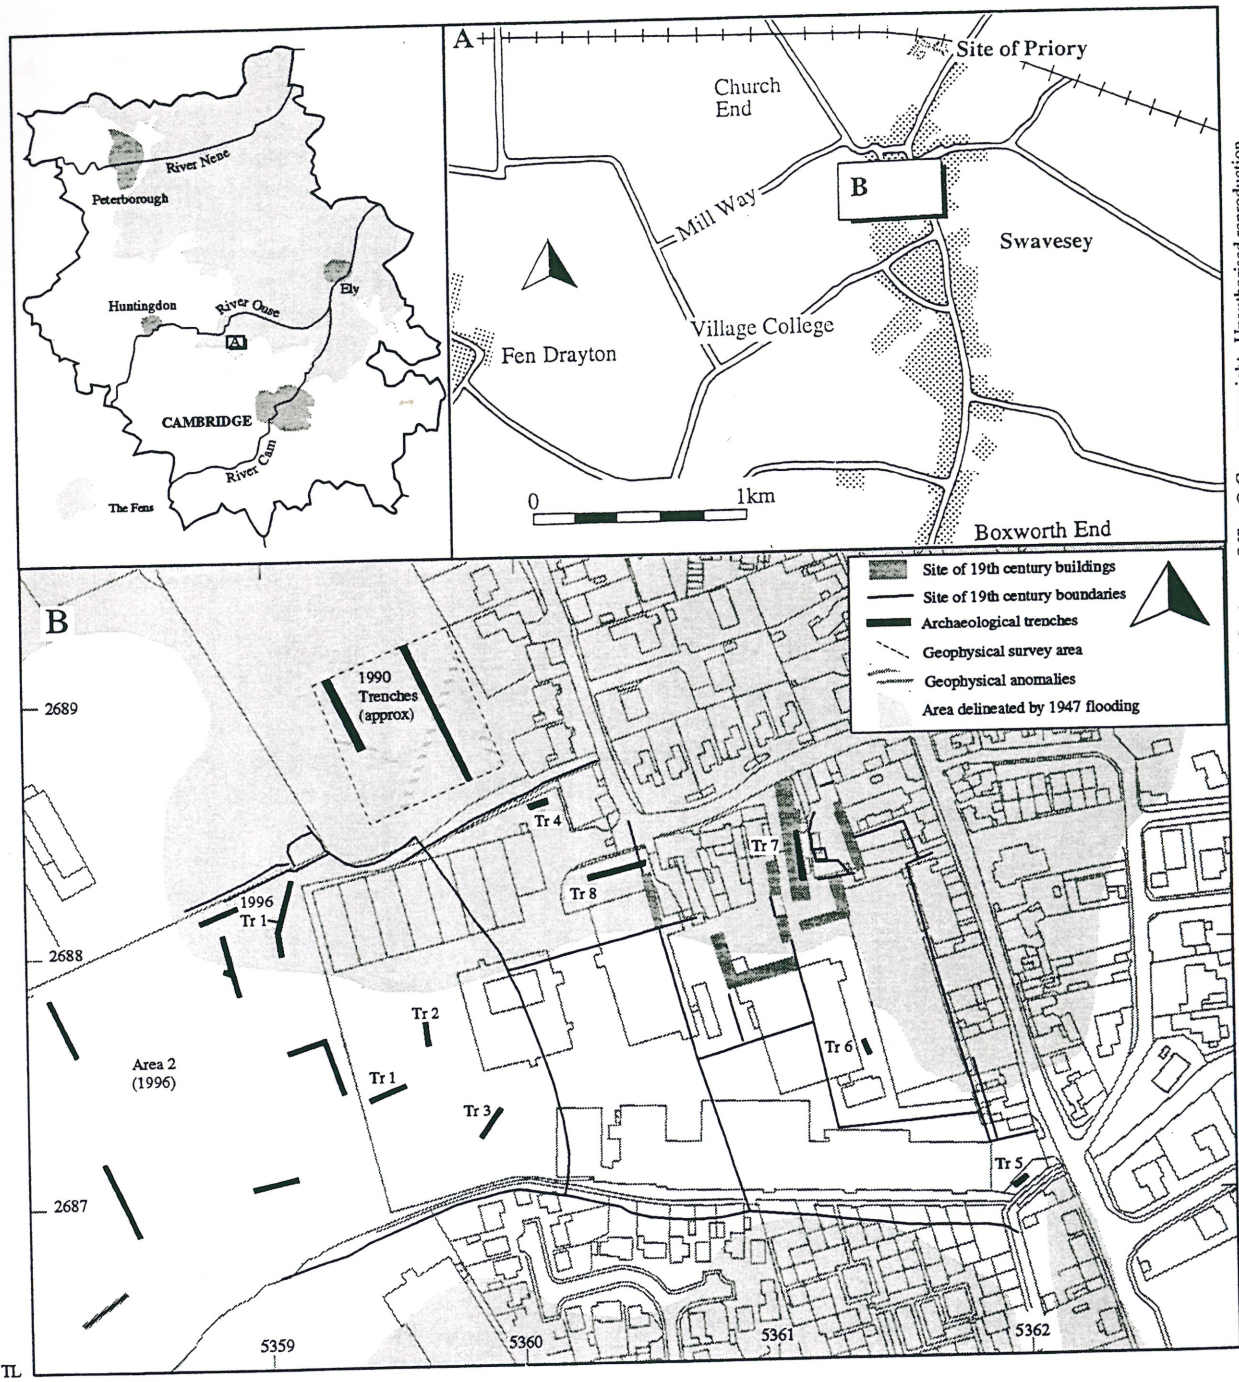 River Nene
Peterborough
Ely
Huntingdon
River Ouse
A
CAMBRIDGE
River Cam
The Fens
A
Site of Priory
Church
End
B
Mill Way
Swavesey
Village College
Fen Drayton
0 1km
Boxworth End
B
Site of 19th century buildings
Site of 19th century boundaries
Archaeological trenches
Geophysical survey area
Geophysical anomalies
Area delineated by 1947 flooding
1990
Trenches
(approx)
2689
Tr 4
Tr 7
Tr 8
1996
Tr 1
2688
Tr 2
Area 2
(1996)
Tr 6
Tr 1
Tr 3
Tr 5
2687
5359
5360
5361
5362
TL
Unauthorised reproduction